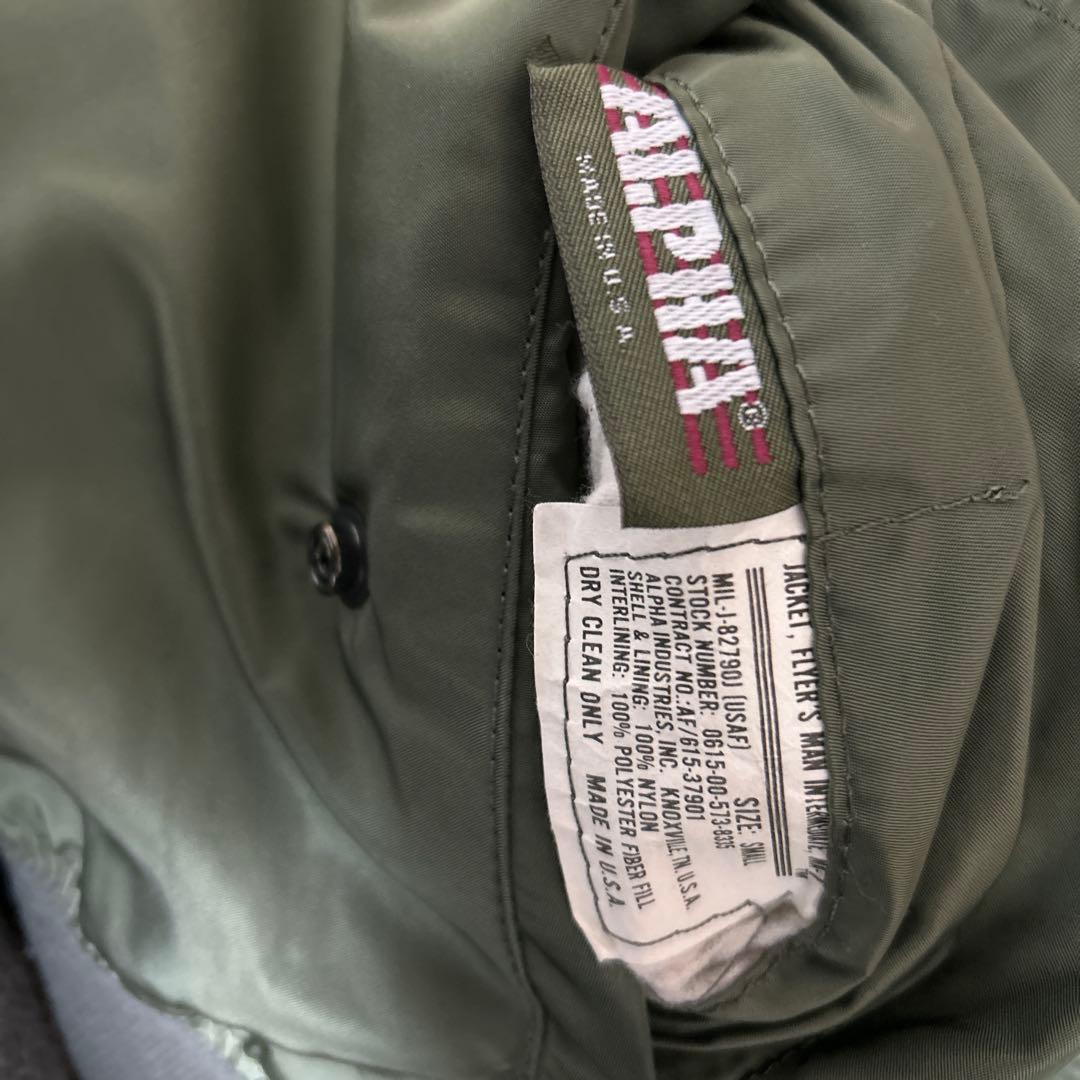 ALPHA®
MADE IN U.S.A.
JACKET, FLYER'S MAN INTERMEDIATE, MA-1
SIZE: SMALL
MIL-J-8279OJ (USAF)
STOCK NUMBER: 0615-00-573-835
CONTRACT NO. AF/615-37901
ALPHA INDUSTRIES, INC. KNOXVILLE, TN. U.S.A.
SHELL & LINING: 100% NYLON
INTERLINING: 100% POLYESTER FIBER FILL
DRY CLEAN ONLY MADE IN U.S.A.